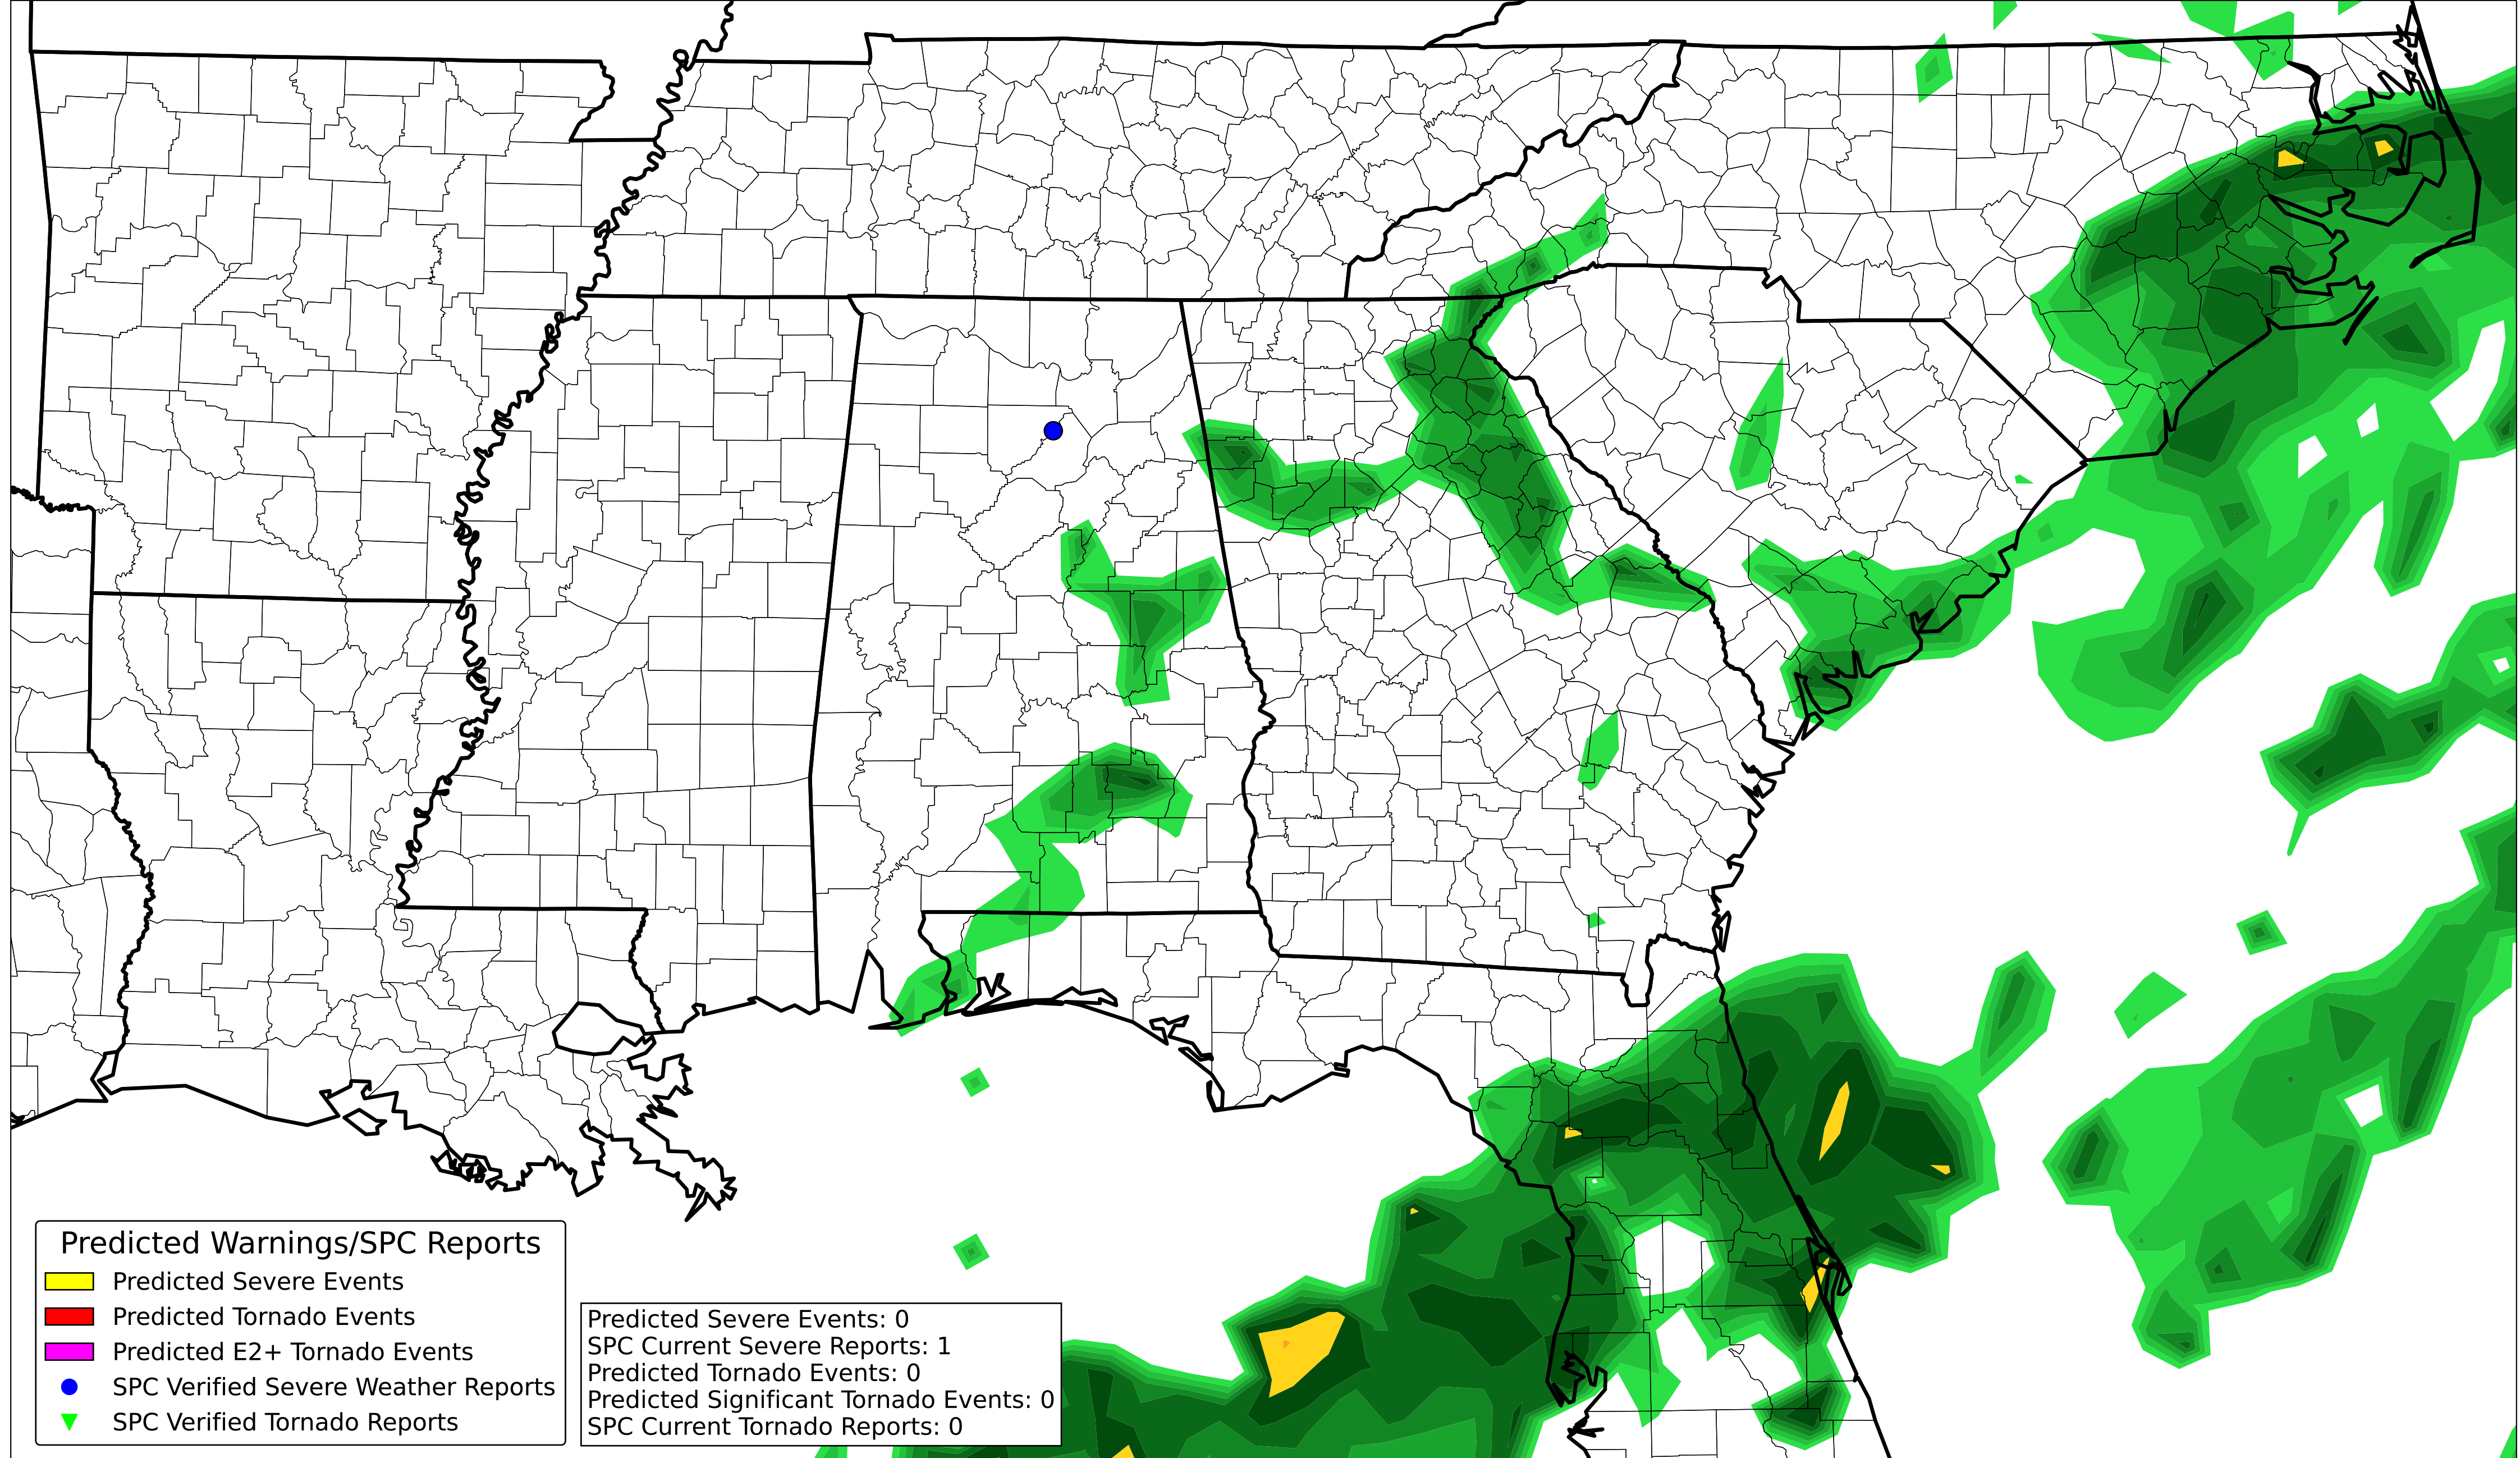 Predicted Warnings/SPC Reports
Predicted Severe Events
Predicted Tornado Events
Predicted E2+ Tornado Events
SPC Verified Severe Weather Reports
SPC Verified Tornado Reports
Predicted Severe Events: 0
SPC Current Severe Reports: 1
Predicted Tornado Events: 0
Predicted Significant Tornado Events: 0
SPC Current Tornado Reports: 0